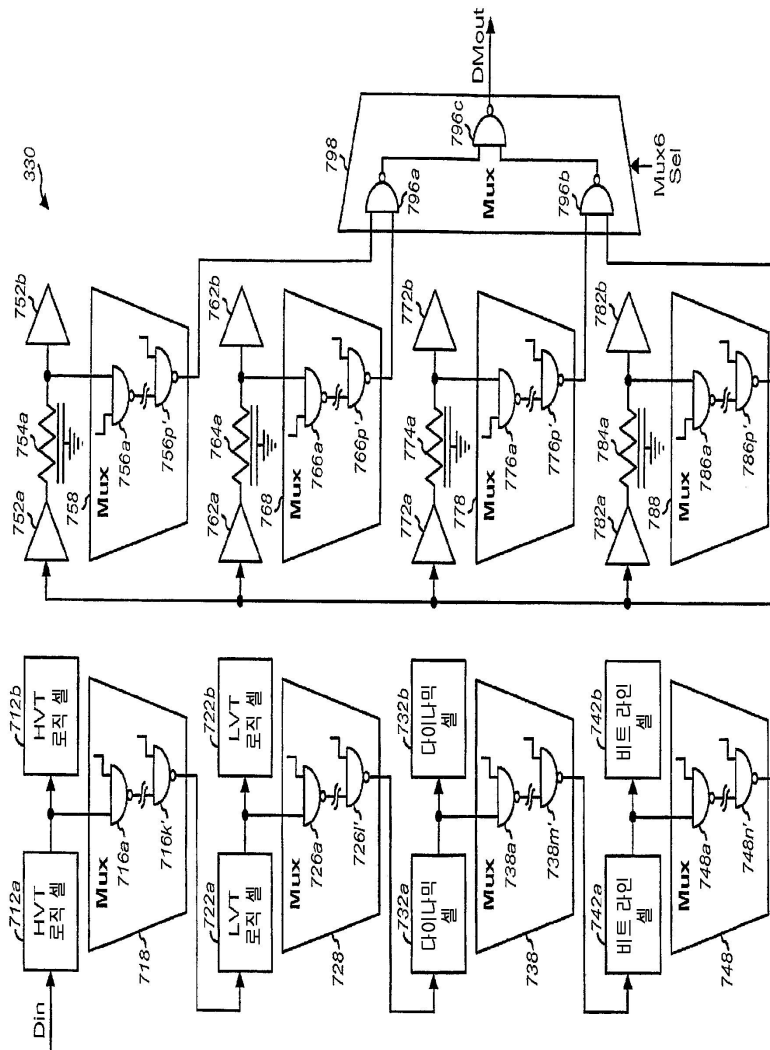 330
Din
712a
HVT
로직 셀
712b
HVT
로직 셀
Mux
716a
716k'
718
722a
LVT
로직 셀
722b
LVT
로직 셀
Mux
726a
726l'
728
732a
다이나믹
셀
732b
다이나믹
셀
Mux
738a
738m'
738
742a
비트 라인
셀
742b
비트 라인
셀
Mux
748a
748n'
748
752a
754a
752b
758
Mux
756a
756p'
762a
764a
762b
768
Mux
766a
766p'
772a
774a
772b
778
Mux
776a
776p'
782a
784a
782b
788
Mux
786a
786p'
798
796a
796b
796c
Mux
DMout
Mux6
Sel